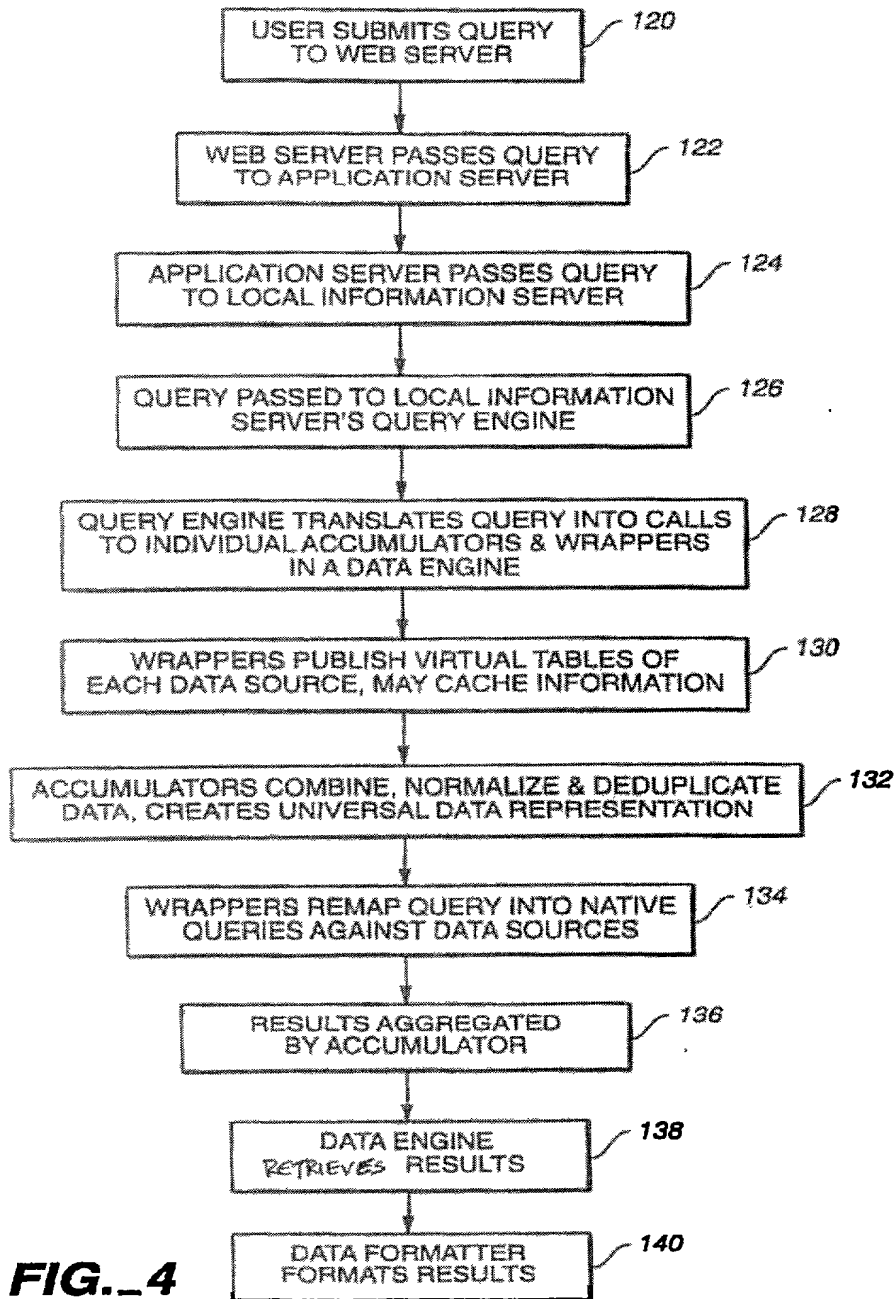 USER SUBMITS QUERY
TO WEB SERVER
120
WEB SERVER PASSES QUERY
TO APPLICATION SERVER
122
APPLICATION SERVER PASSES QUERY
TO LOCAL INFORMATION SERVER
124
QUERY PASSED TO LOCAL INFORMATION
SERVER'S QUERY ENGINE
126
QUERY ENGINE TRANSLATES QUERY INTO CALLS
TO INDIVIDUAL ACCUMULATORS & WRAPPERS
IN A DATA ENGINE
128
WRAPPERS PUBLISH VIRTUAL TABLES OF
EACH DATA SOURCE, MAY CACHE INFORMATION
130
ACCUMULATORS COMBINE, NORMALIZE & DEDUPLICATE
DATA, CREATES UNIVERSAL DATA REPRESENTATION
132
WRAPPERS REMAP QUERY INTO NATIVE
QUERIES AGAINST DATA SOURCES
134
RESULTS AGGREGATED
BY ACCUMULATOR
136
DATA ENGINE
RETRIEVES RESULTS
138
DATA FORMATTER
FORMATS RESULTS
140
FIG._4